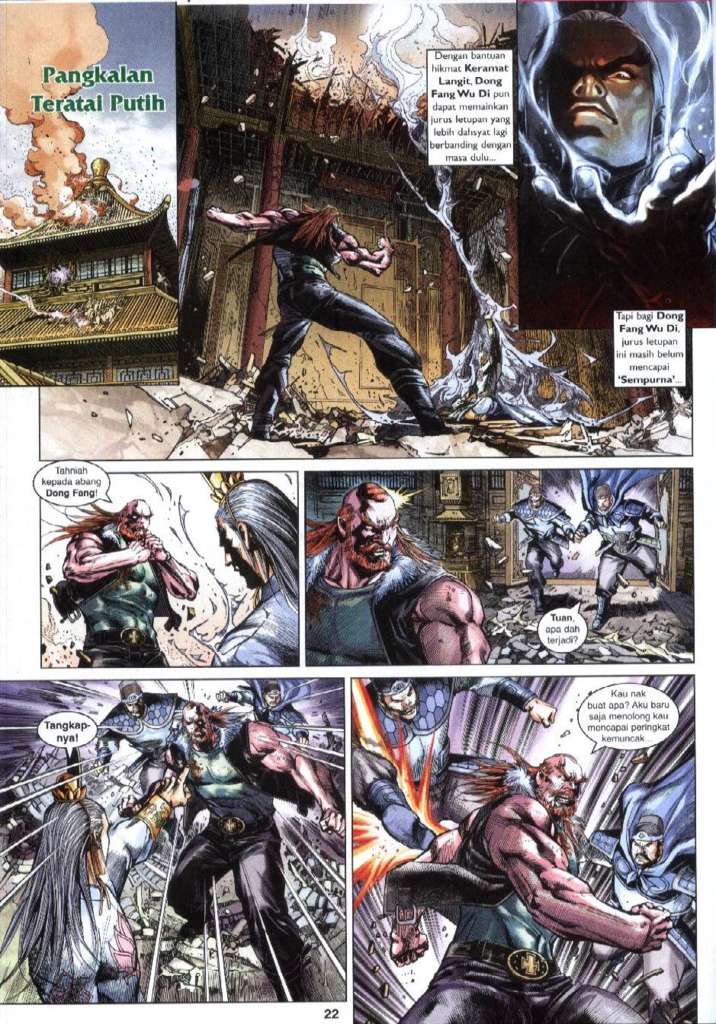 Pangkalan
Teratai Putih
Dengan bantuan
hikmat Keramat
Langit, Dong
Fang Wu Di pun
dapat memainkan
jurus letupan yang
lebih dahsyat lagi
berbanding dengan
masa dulu...
Tapi bagi Dong
Fang Wu Di,
jurus letupan
ini masih belum
mencapai
‘Sempurna’...
Tahniah
kepada abang
Dong Fang!
Tuan,
apa dah
terjadi?
Tangkap-
nya!
Kau nak
buat apa? Aku baru
saja menolong kau
mencapai peringkat
kemuncak.
22